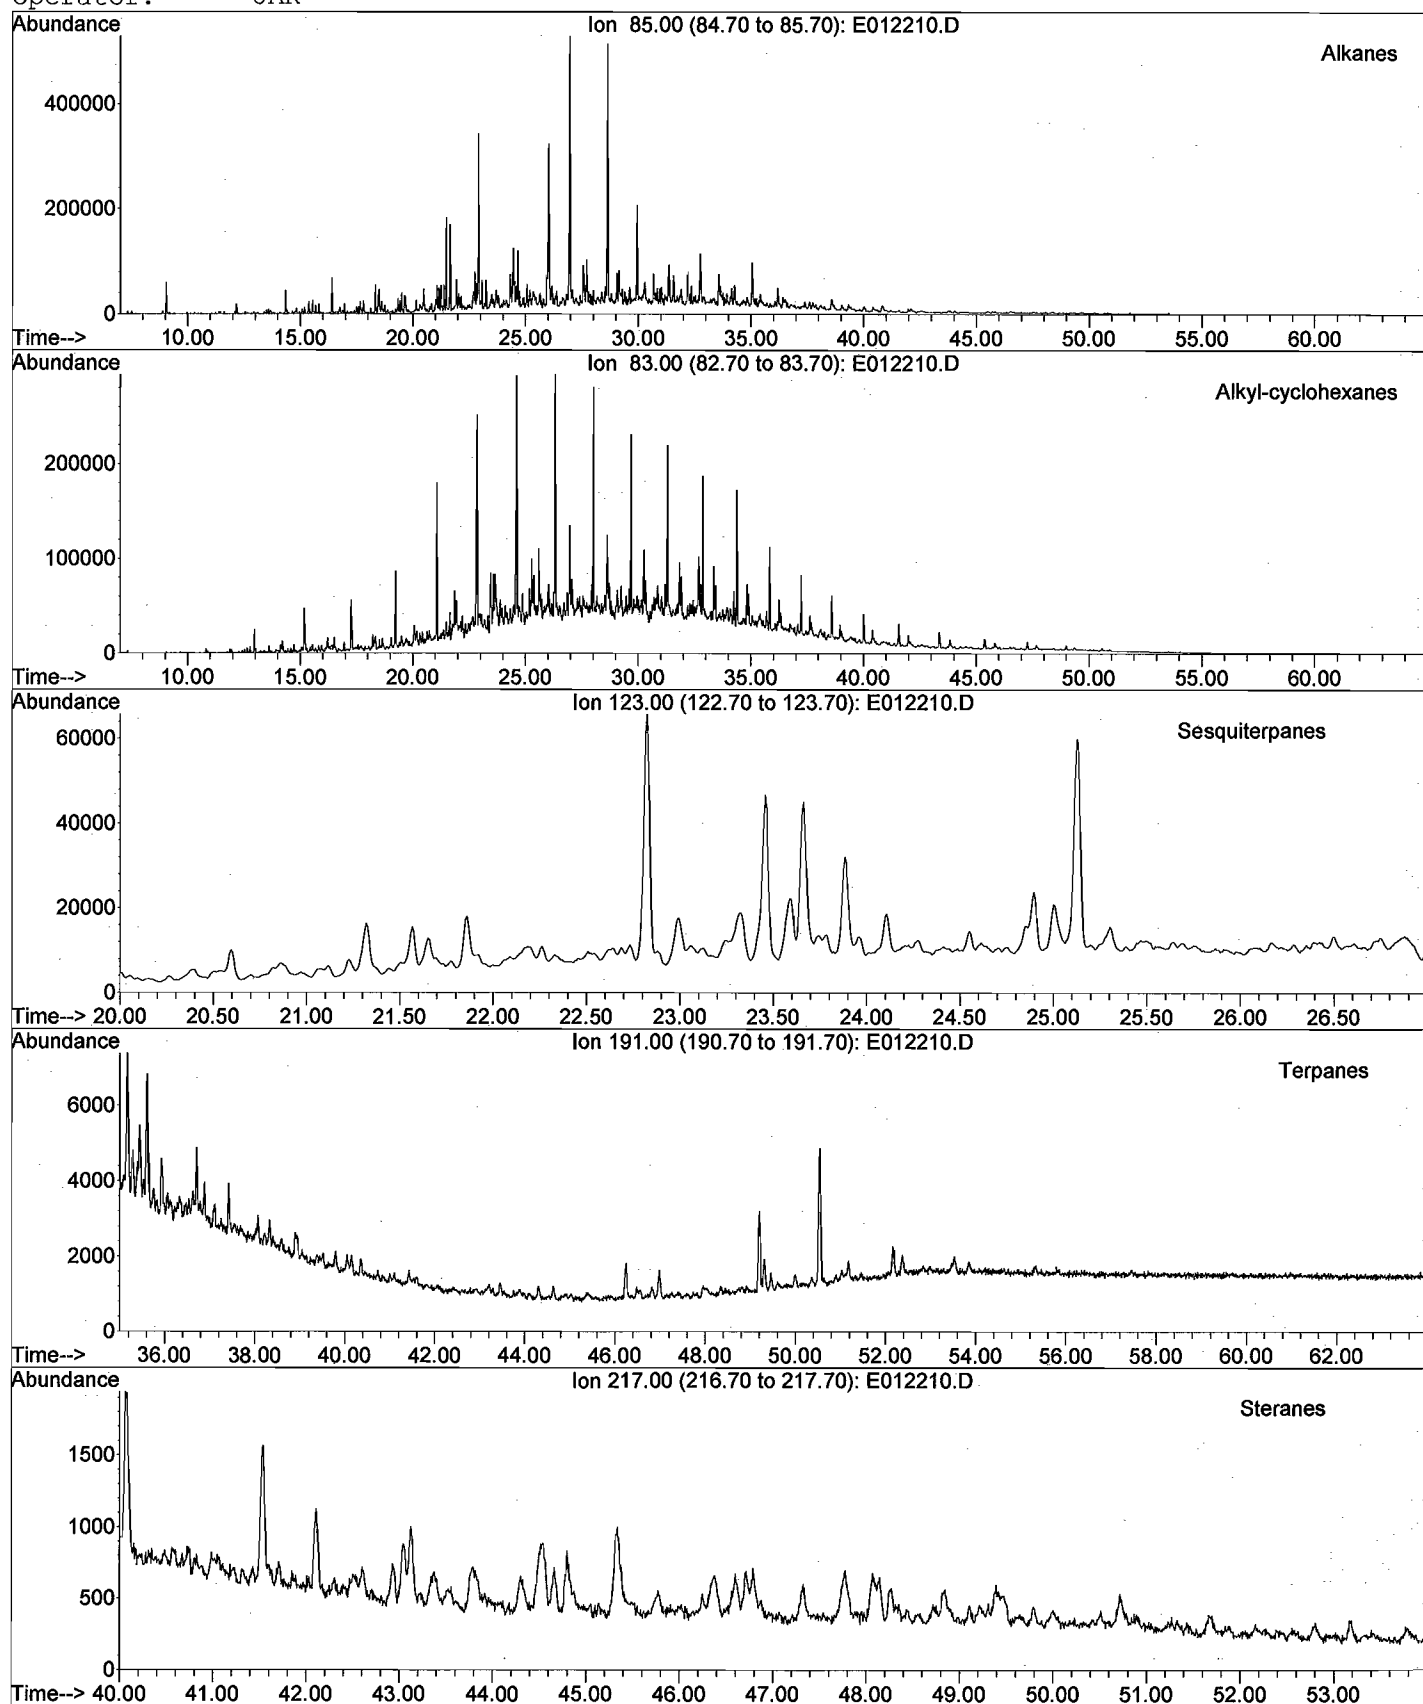 Operator: JAR
Abundance Ion 85.00 (84.70 to 85.70): E012210.D
Alkanes
400000
200000
0
Time--> 10.00 15.00 20.00 25.00 30.00 35.00 40.00 45.00 50.00 55.00 60.00
Abundance Ion 83.00 (82.70 to 83.70): E012210.D
Alkyl-cyclohexanes
200000
100000
0
Time--> 10.00 15.00 20.00 25.00 30.00 35.00 40.00 45.00 50.00 55.00 60.00
Abundance Ion 123.00 (122.70 to 123.70): E012210.D
Sesquiterpanes
60000
40000
20000
0
Time--> 20.00 20.50 21.00 21.50 22.00 22.50 23.00 23.50 24.00 24.50 25.00 25.50 26.00 26.50
Abundance Ion 191.00 (190.70 to 191.70): E012210.D
Terpanes
6000
4000
2000
0
Time--> 36.00 38.00 40.00 42.00 44.00 46.00 48.00 50.00 52.00 54.00 56.00 58.00 60.00 62.00
Abundance Ion 217.00 (216.70 to 217.70): E012210.D
Steranes
1500
1000
500
0
Time--> 40.00 41.00 42.00 43.00 44.00 45.00 46.00 47.00 48.00 49.00 50.00 51.00 52.00 53.00